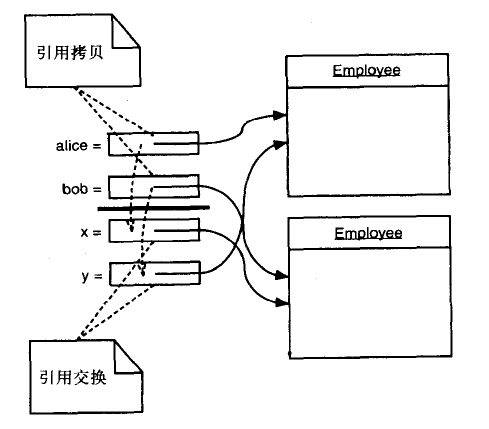 引用拷贝
Employee
alice =
bob =
x =
Employee
y =
引用交换